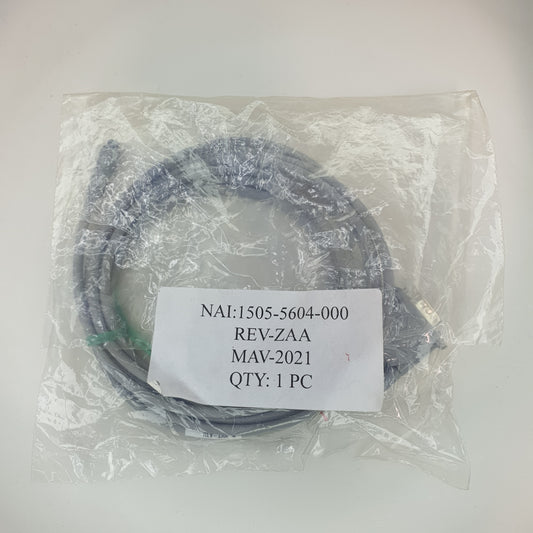 NAI:1505-5604-000
REV-ZAA
MAV-2021
QTY: 1 PC